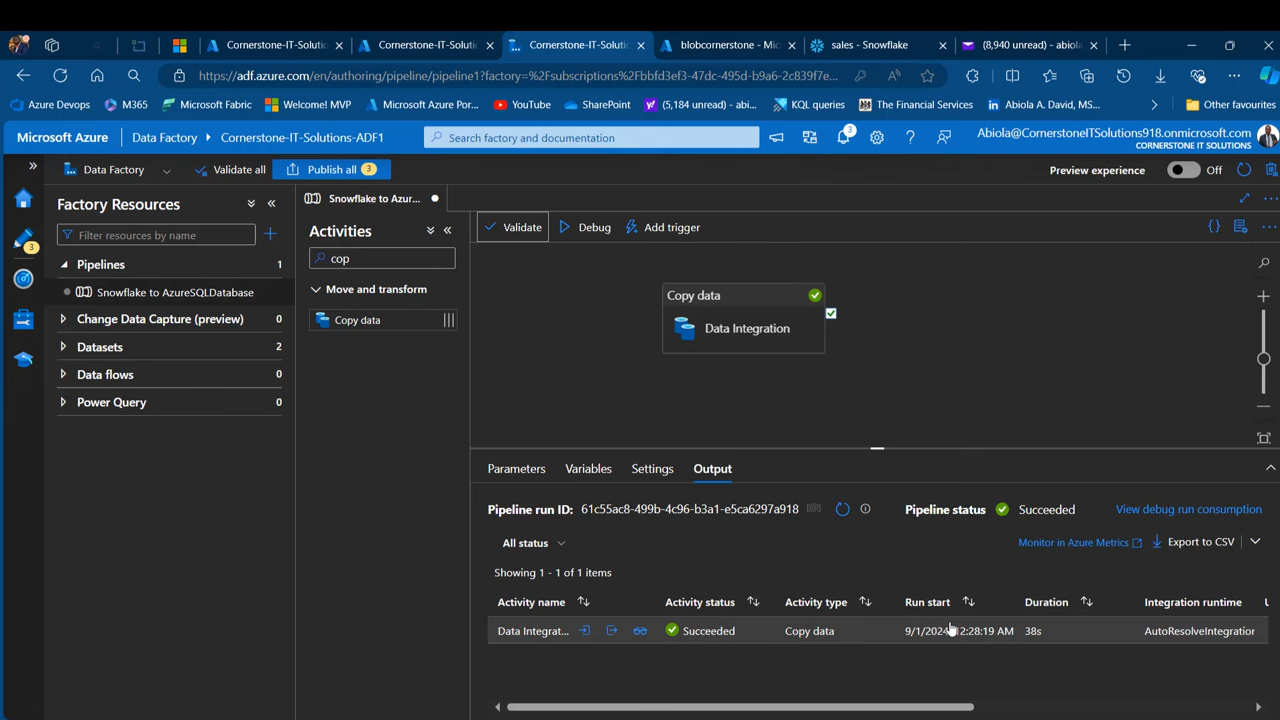 Cornerstone-IT-Solutio
Cornerstone-IT-Solutio
Cornerstone-IT-Soluti
blobcornerstone - Mic
sales - Snowflake
(8,940 unread) - abiola
https://adf.azure.com/en/authoring/pipeline/pipeline1?factory=%2Fsubscriptions%2Fbbfd3ef3-47dc-495d-b9a6-2c839f7e...
Azure Devops
M365
Microsoft Fabric
Welcome! MVP
Microsoft Azure Por...
YouTube
SharePoint
(5,184 unread) - abi...
KQL queries
The Financial Services
Abiola A. David, MS...
Other favourites
Microsoft Azure
Data Factory
Cornerstone-IT-Solutions-ADF1
Search factory and documentation
3
Abiola@CornerstoneITSolutions918.onmicrosoft.com
CORNERSTONE IT SOLUTIONS
Data Factory
Validate all
Publish all 3
Preview experience
Off
Factory Resources
Filter resources by name
Pipelines 1
Snowflake to AzureSQLDatabase
Change Data Capture (preview) 0
Datasets 2
Data flows 0
Power Query 0
3
Snowflake to Azur...
Activities
cop
Move and transform
Copy data
Validate
Debug
Add trigger
Copy data
Data Integration
Parameters
Variables
Settings
Output
Pipeline run ID: 61c55ac8-499b-4c96-b3a1-e5ca6297a918
Pipeline status
Succeeded
View debug run consumption
All status
Monitor in Azure Metrics
Export to CSV
Showing 1 - 1 of 1 items
Activity name
Activity status
Activity type
Run start
Duration
Integration runtime
Data Integrat...
Succeeded
Copy data
9/1/2024 12:28:19 AM
38s
AutoResolveIntegration